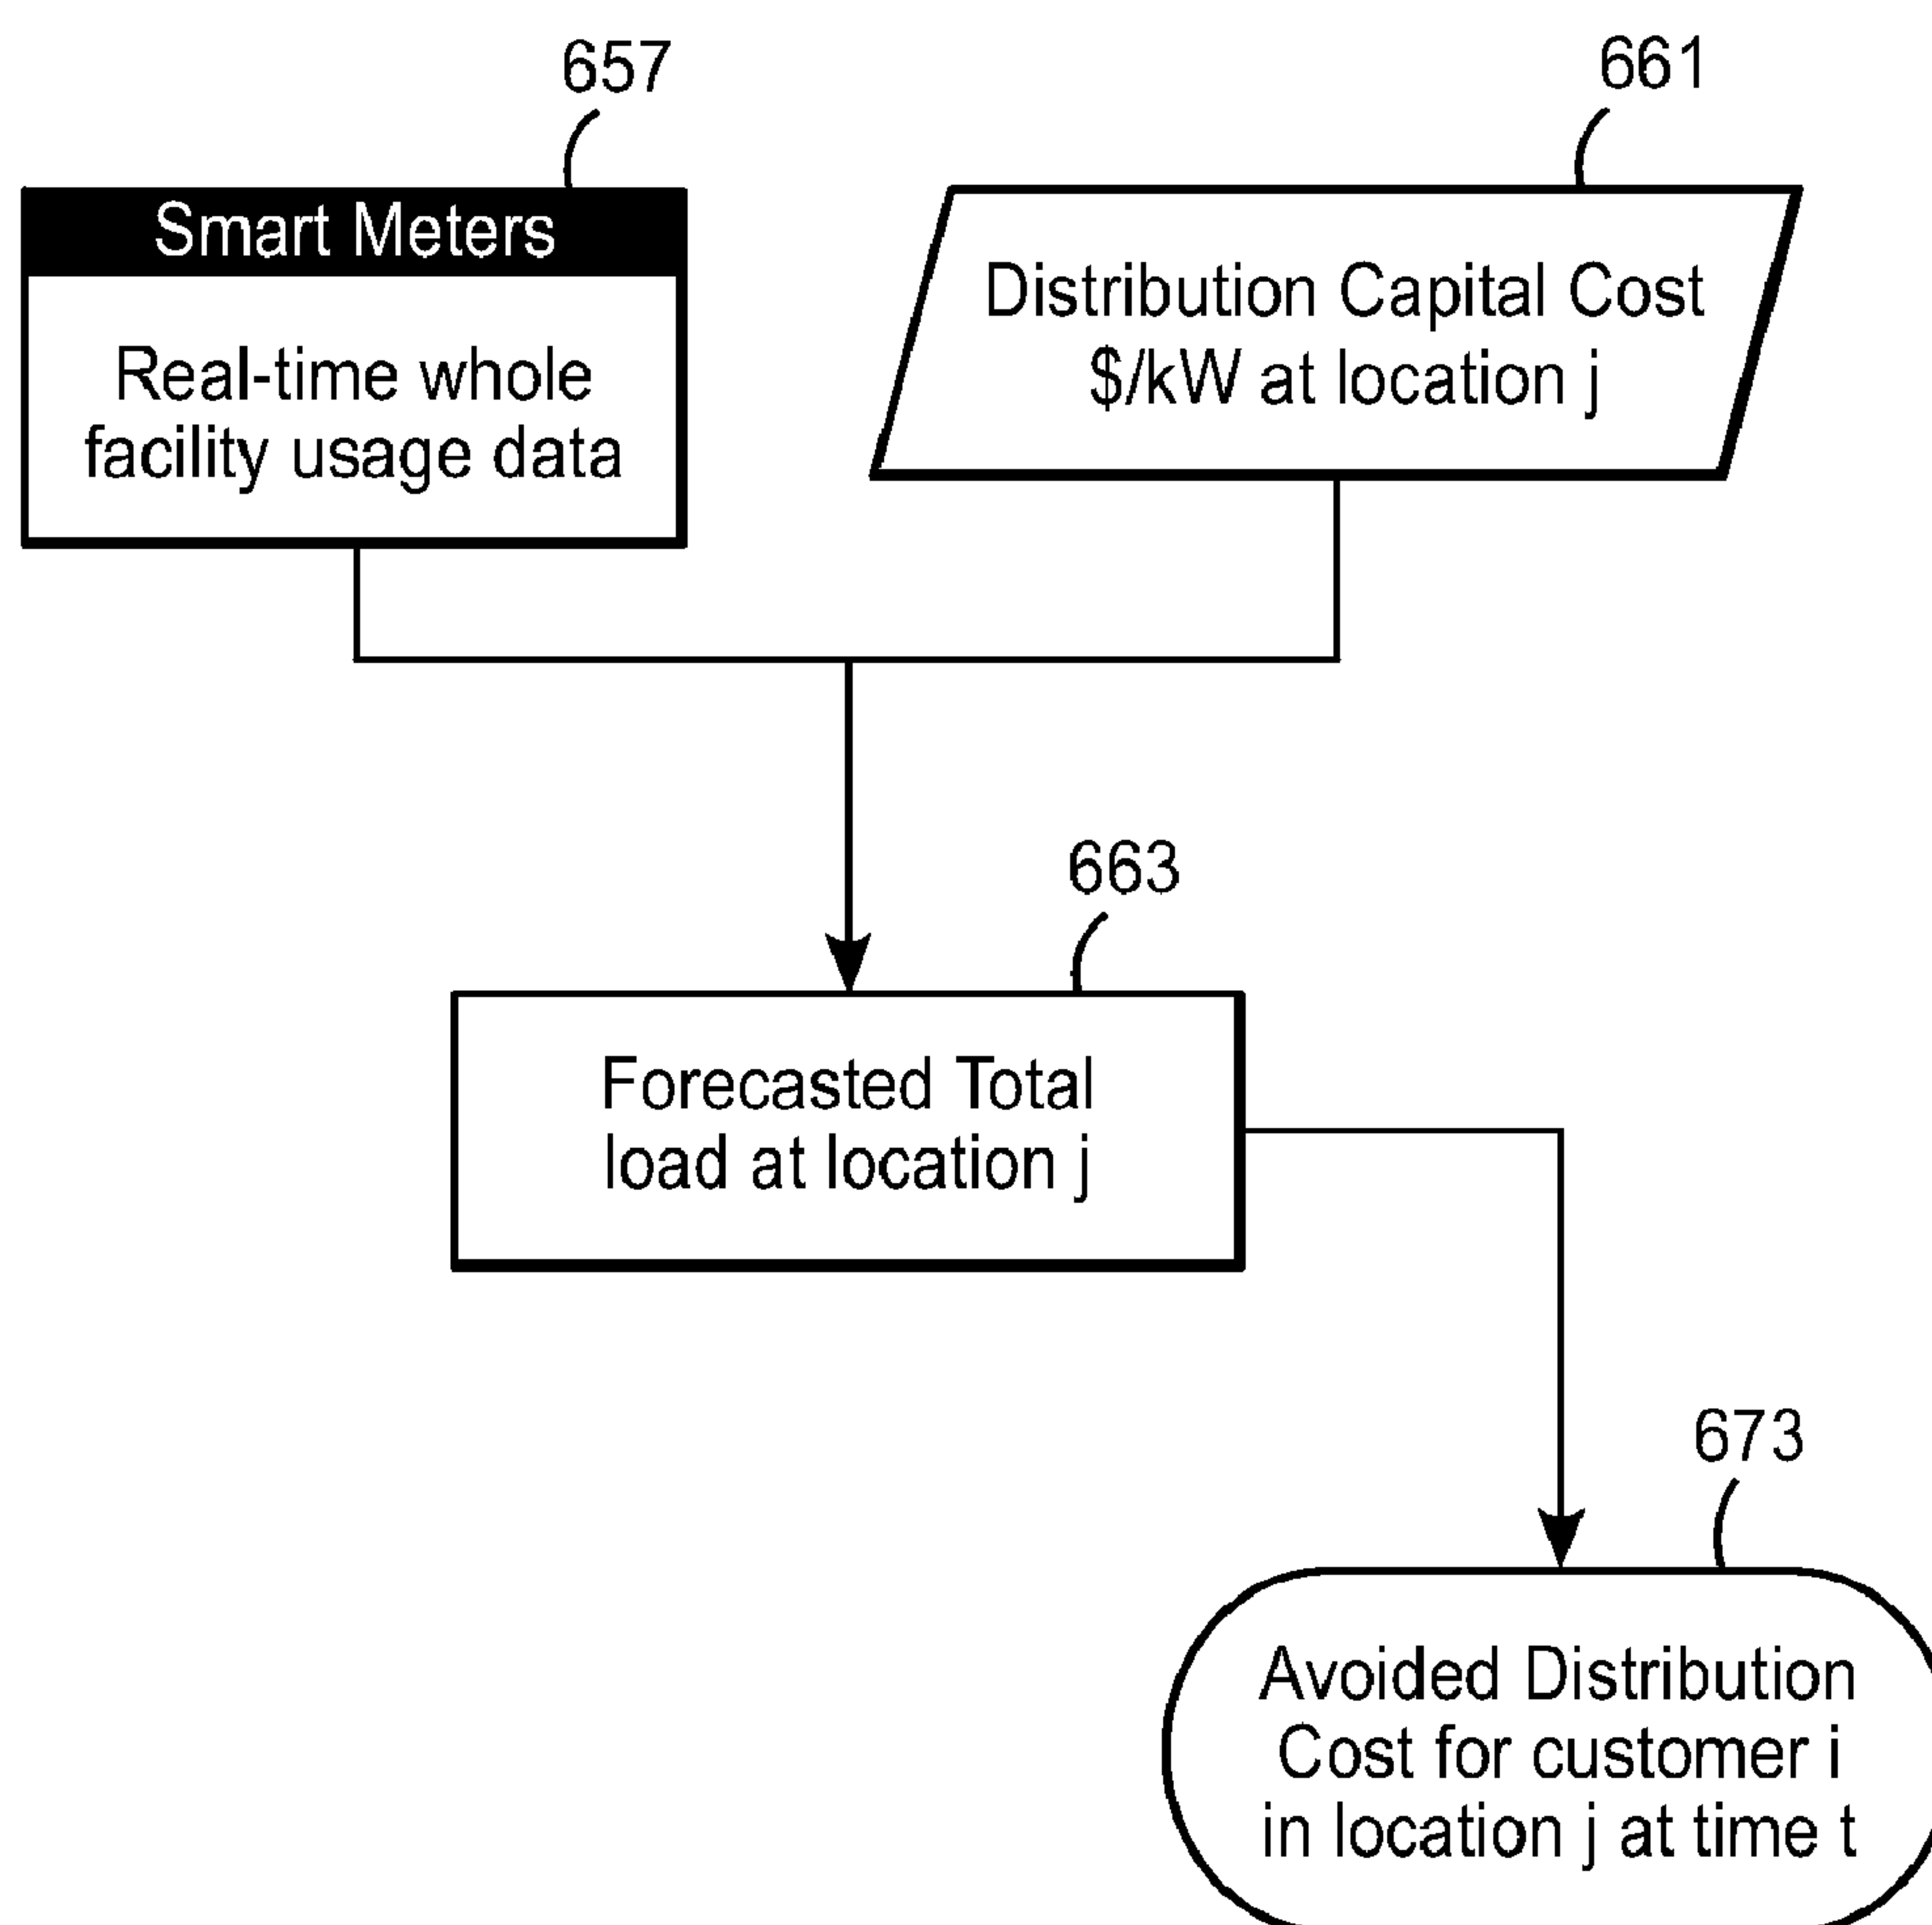 657
661
Smart Meters
Real-time whole
facility usage data
Distribution Capital Cost
$/kW at location j
663
Forecasted Total
load at location j
673
Avoided Distribution
Cost for customer i
in location j at time t